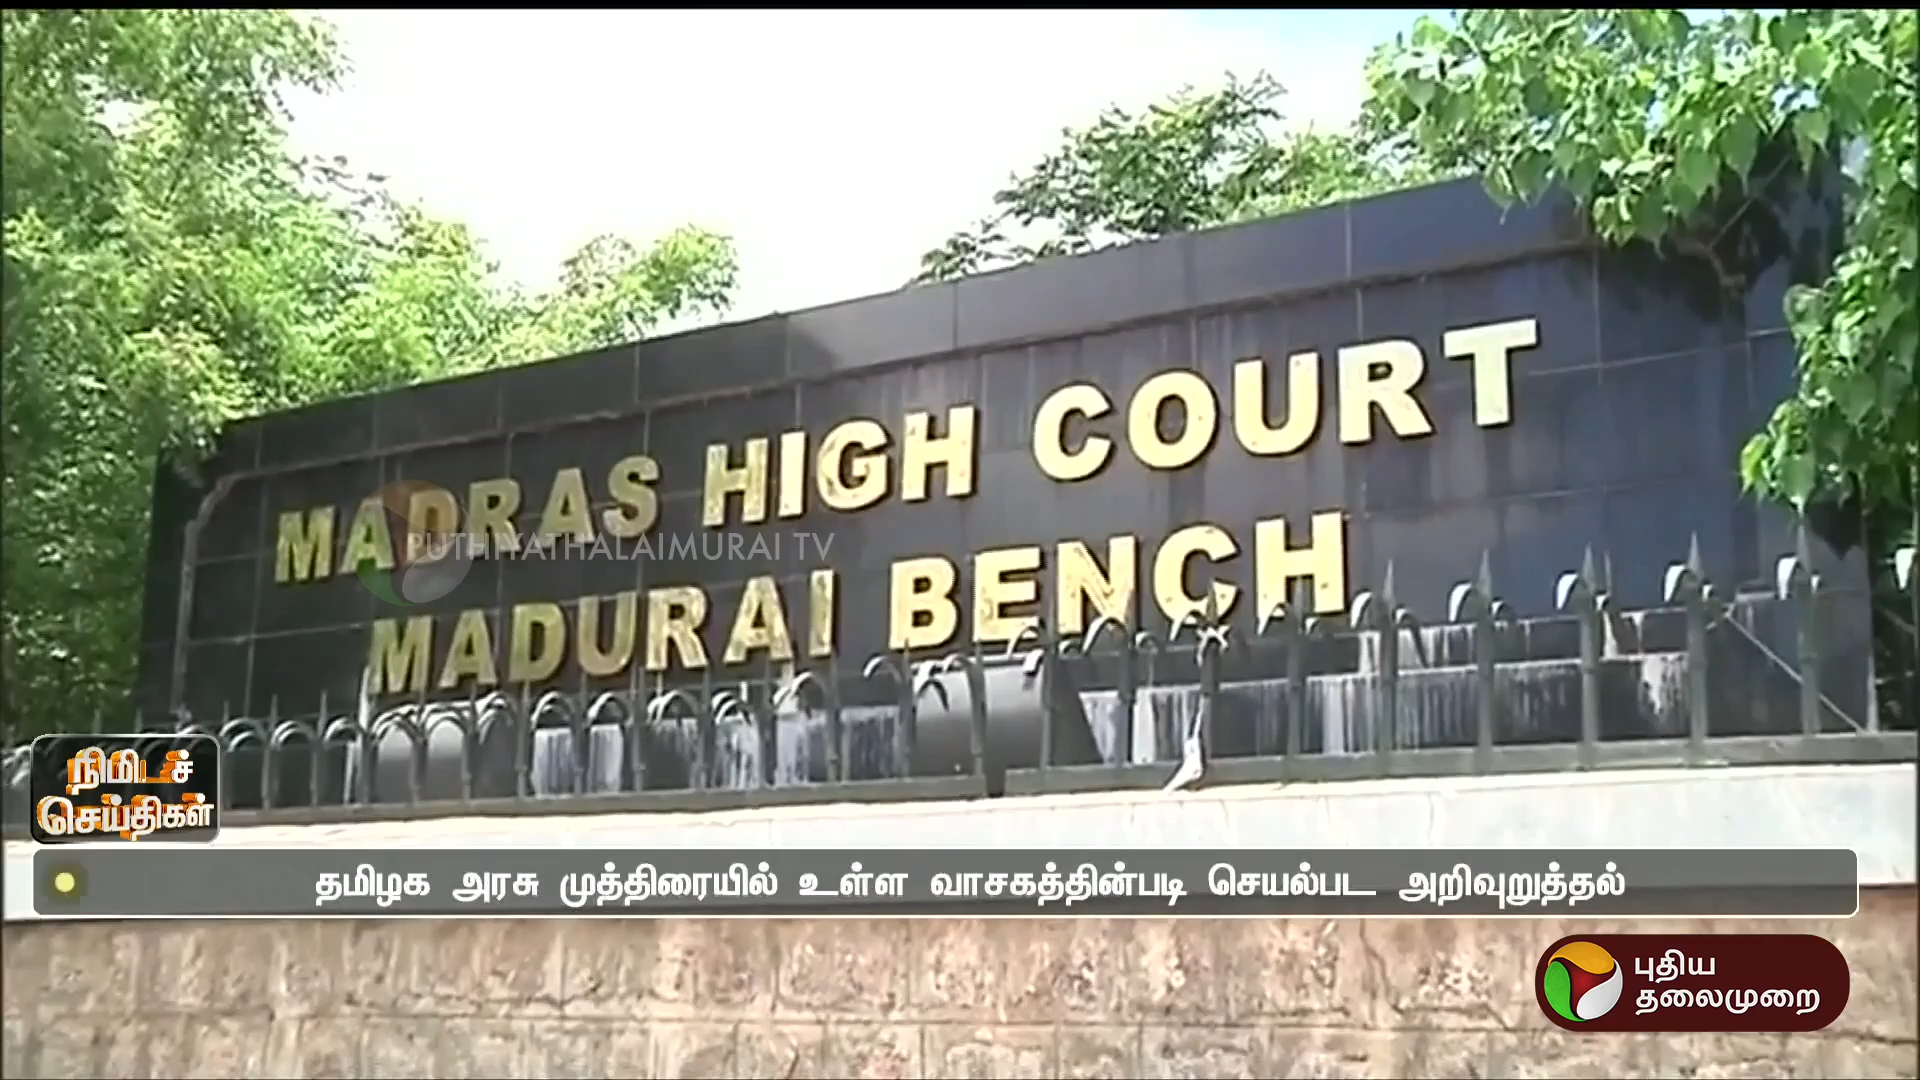 MADRAS HIGH COURT
PUTHIYATHALAIMURAI TV
MADURAI BENCH
நிமிடச்
செய்திகள்
தமிழக அரசு முத்திரையில் உள்ள வாசகத்தின்படி செயல்பட அறிவுறுத்தல்
புதிய
தலைமுறை